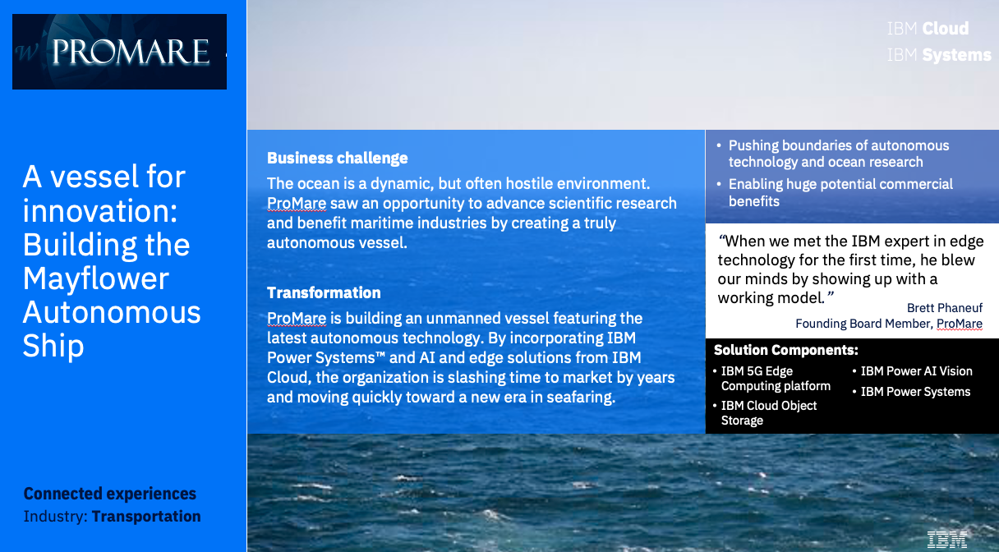 PROMARE
A vessel for
innovation:
Building the
Mayflower
Autonomous
Ship
Connected experiences
Industry: Transportation
IBM Cloud
IBM Systems
Business challenge
The ocean is a dynamic, but often hostile environment.
ProMare saw an opportunity to advance scientific research
and benefit maritime industries by creating a truly
autonomous vessel.
Transformation
ProMare is building an unmanned vessel featuring the
latest autonomous technology. By incorporating IBM
Power Systems™ and AI and edge solutions from IBM
Cloud, the organization is slashing time to market by years
and moving quickly toward a new era in seafaring.
• Pushing boundaries of autonomous
technology and ocean research
• Enabling huge potential commercial
benefits
“When we met the IBM expert in edge
technology for the first time, he blew
our minds by showing up with a
working model.”
Brett Phaneuf
Founding Board Member, ProMare
Solution Components:
• IBM 5G Edge
Computing platform
• IBM Cloud Object
Storage
• IBM Power AI Vision
• IBM Power Systems
IBM